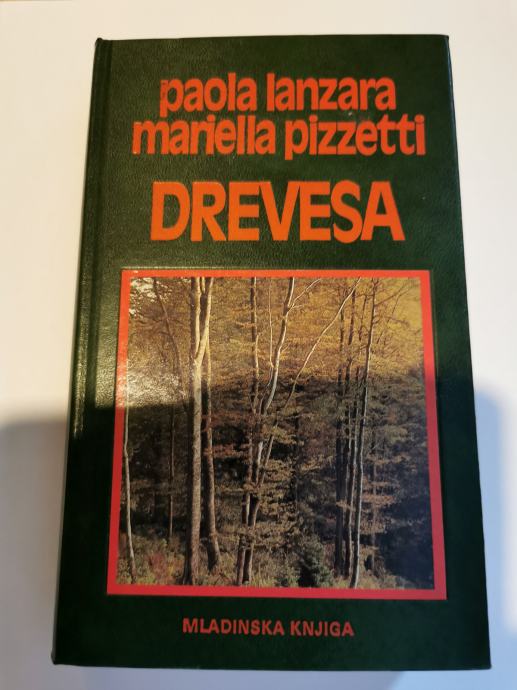 paola lanzara
mariella pizzetti
DREVESA
MLADINSKA KNJIGA